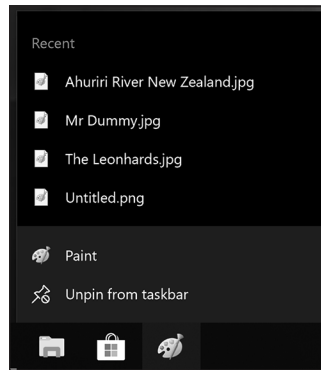 Recent
Ahuriri River New Zealand.jpg
Mr Dummy.jpg
The Leonhards.jpg
Untitled.png
Paint
Unpin from taskbar